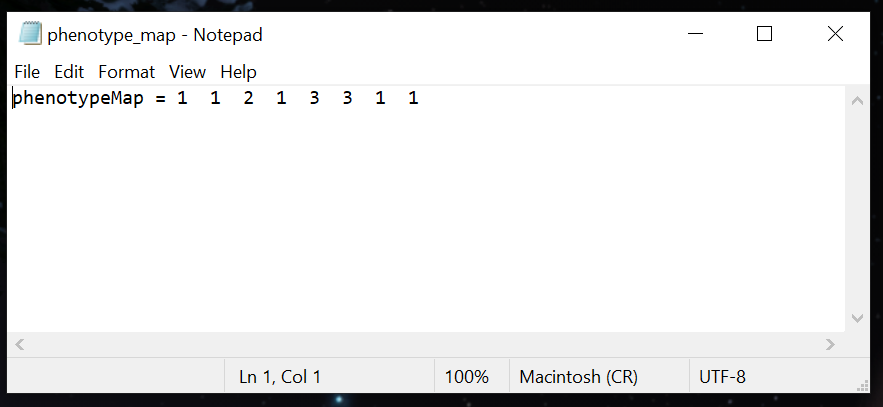 phenotype_map - Notepad
File Edit Format View Help
phenotypeMap = 1 1 2 1 3 3 1 1
Ln 1, Col 1 100% Macintosh (CR) UTF-8